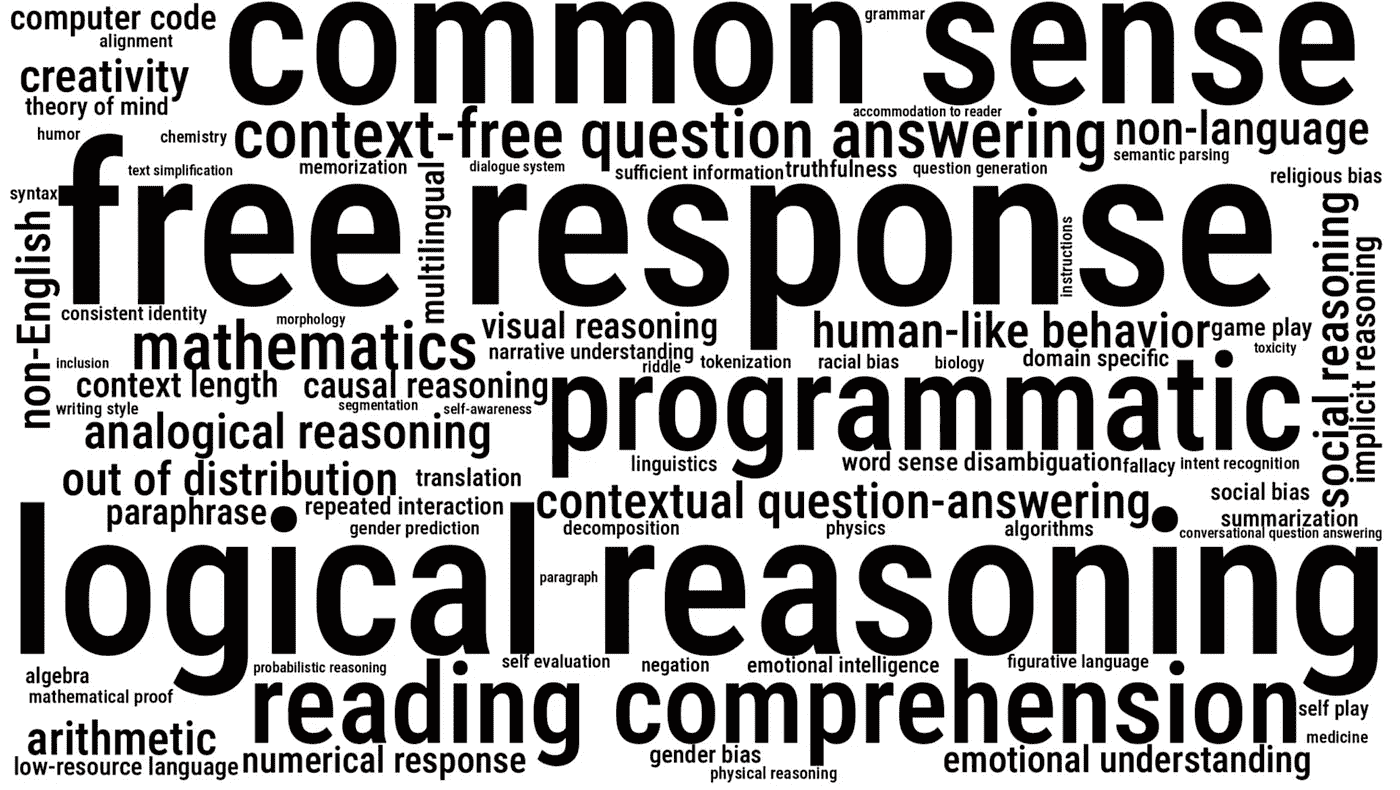 computer code
common sense
grammar
alignment
creativity
theory of mind
accommodation to reader
humor
chemistry
context-free question answering
non-language
text simplification
memorization
dialogue system
sufficient information
truthfulness
question generation
semantic parsing
religious bias
syntax
free response
multilingual
instructions
non-English
social reasoning
implicit reasoning
consistent identity
morphology
mathematics
visual reasoning
human-like behavior
game play
toxicity
inclusion
narrative understanding
riddle
tokenization
racial bias
biology
domain specific
context length
causal reasoning
programmatic
writing style
segmentation
self-awareness
analogical reasoning
linguistics
word sense disambiguation
fallacy
intent recognition
out of distribution
translation
contextual question-answering
social bias
paraphrase
repeated interaction
summarization
gender prediction
decomposition
physics
algorithms
conversational question answering
logical reasoning
paragraph
algebra
probabilistic reasoning
self evaluation
negation
emotional intelligence
figurative language
mathematical proof
reading comprehension
self play
arithmetic
medicine
low-resource language
numerical response
gender bias
emotional understanding
physical reasoning